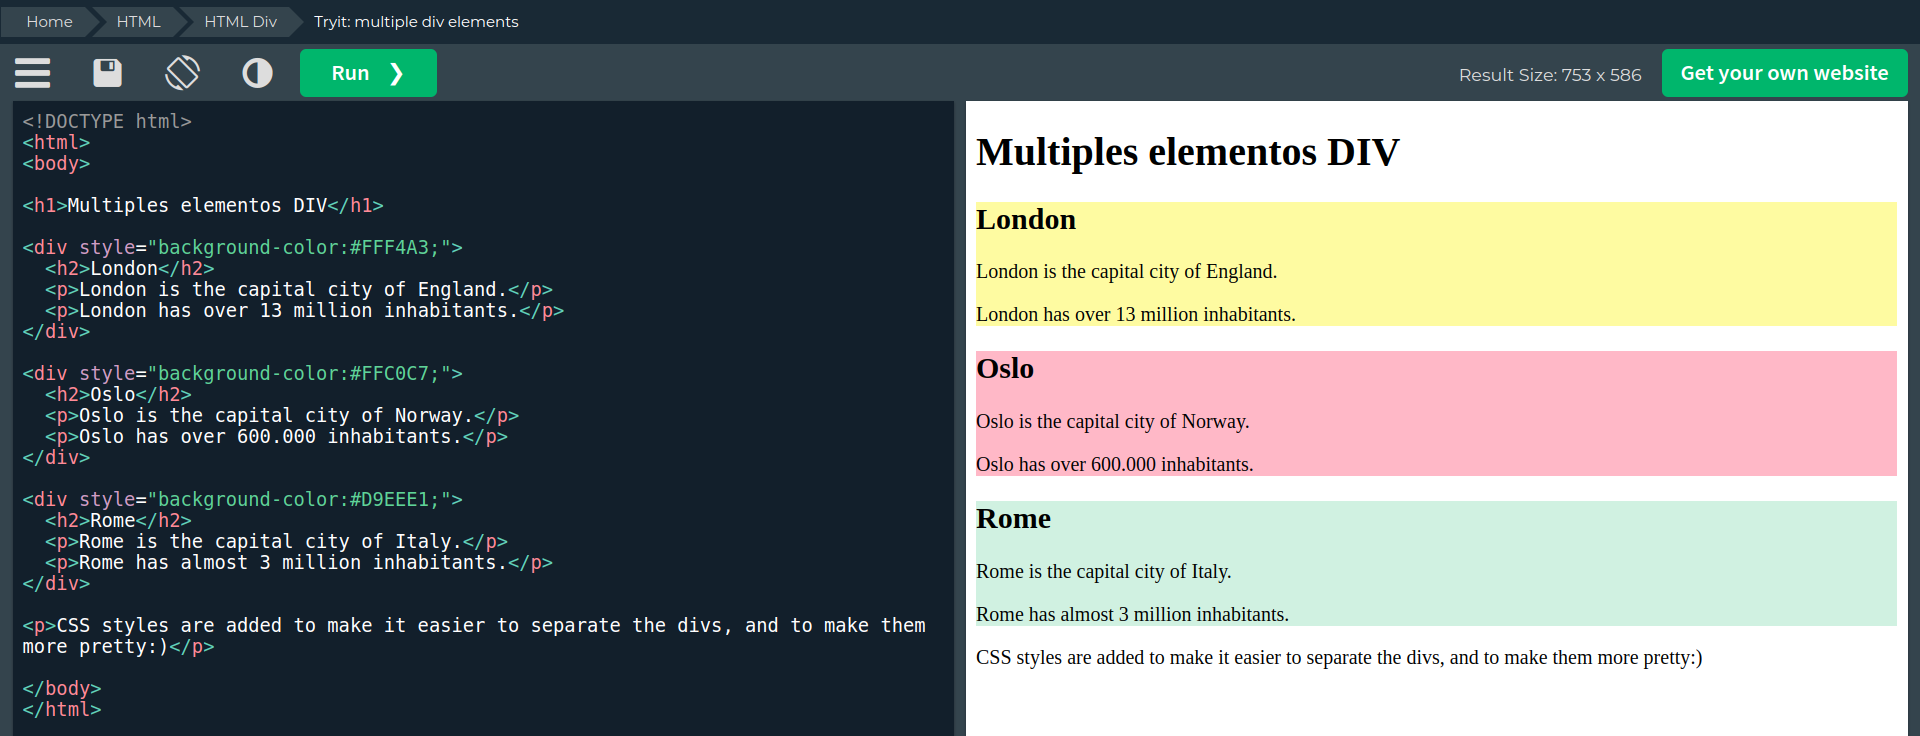 Home HTML HTML Div Tryit: multiple div elements
Run ❯ Result Size: 753 x 586 Get your own website
<!DOCTYPE html>
<html>
<body>

<h1>Multiples elementos DIV</h1>

<div style="background-color:#FFF4A3;">
  <h2>London</h2>
  <p>London is the capital city of England.</p>
  <p>London has over 13 million inhabitants.</p>
</div>

<div style="background-color:#FFC0C7;">
  <h2>Oslo</h2>
  <p>Oslo is the capital city of Norway.</p>
  <p>Oslo has over 600.000 inhabitants.</p>
</div>

<div style="background-color:#D9EEE1;">
  <h2>Rome</h2>
  <p>Rome is the capital city of Italy.</p>
  <p>Rome has almost 3 million inhabitants.</p>
</div>

<p>CSS styles are added to make it easier to separate the divs, and to make them
more pretty:)</p>

</body>
</html>
Multiples elementos DIV
London
London is the capital city of England.
London has over 13 million inhabitants.
Oslo
Oslo is the capital city of Norway.
Oslo has over 600.000 inhabitants.
Rome
Rome is the capital city of Italy.
Rome has almost 3 million inhabitants.
CSS styles are added to make it easier to separate the divs, and to make them more pretty:)